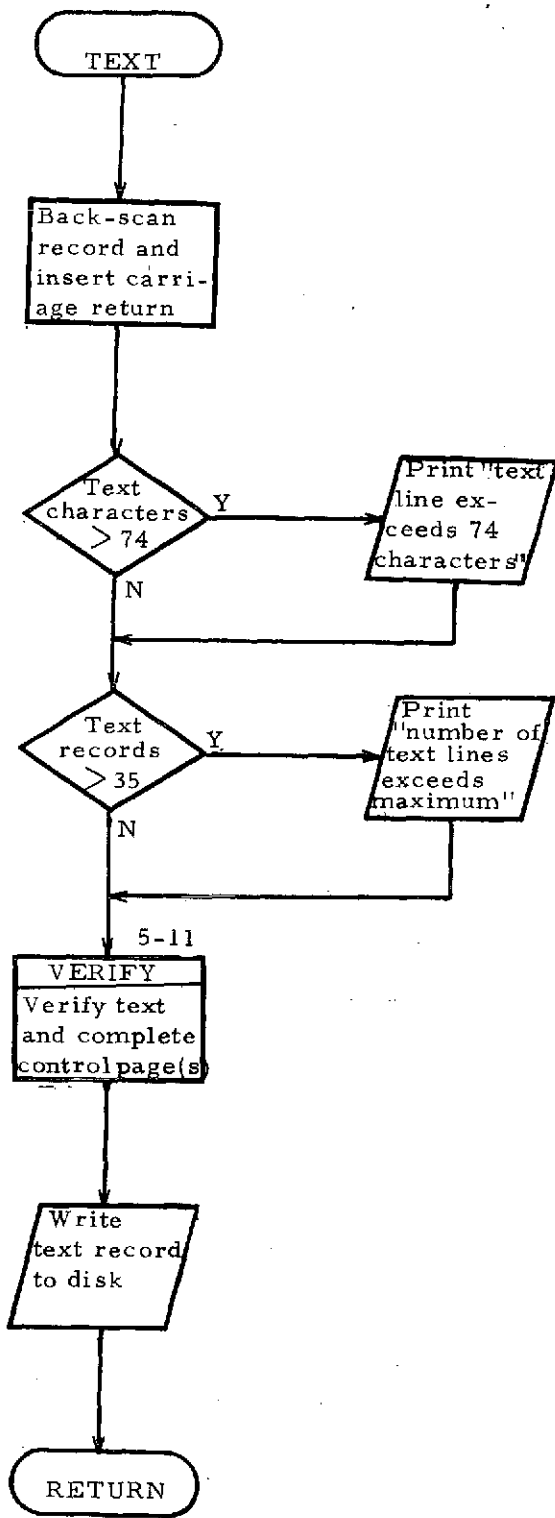 TEXT
Back-scan
record and
insert carri-
age return
Text
characters
> 74
Y
N
Print "text
line ex-
ceeds 74
characters"
Text
records
> 35
Y
N
Print
"number of
text lines
exceeds
maximum"
5-11
VERIFY
Verify text
and complete
control page(s)
Write
text record
to disk
RETURN